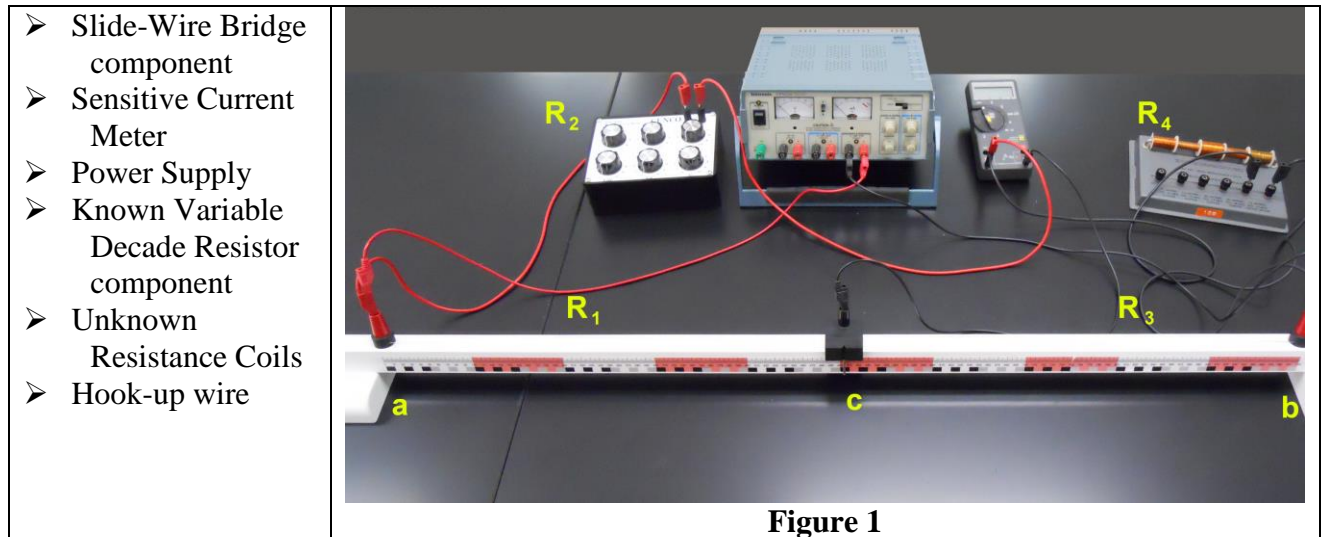 ➢ Slide-Wire Bridge
component
➢ Sensitive Current
Meter
➢ Power Supply
➢ Known Variable
Decade Resistor
component
➢ Unknown
Resistance Coils
➢ Hook-up wire
R2
R4
R1
R3
a
c
b
Figure 1